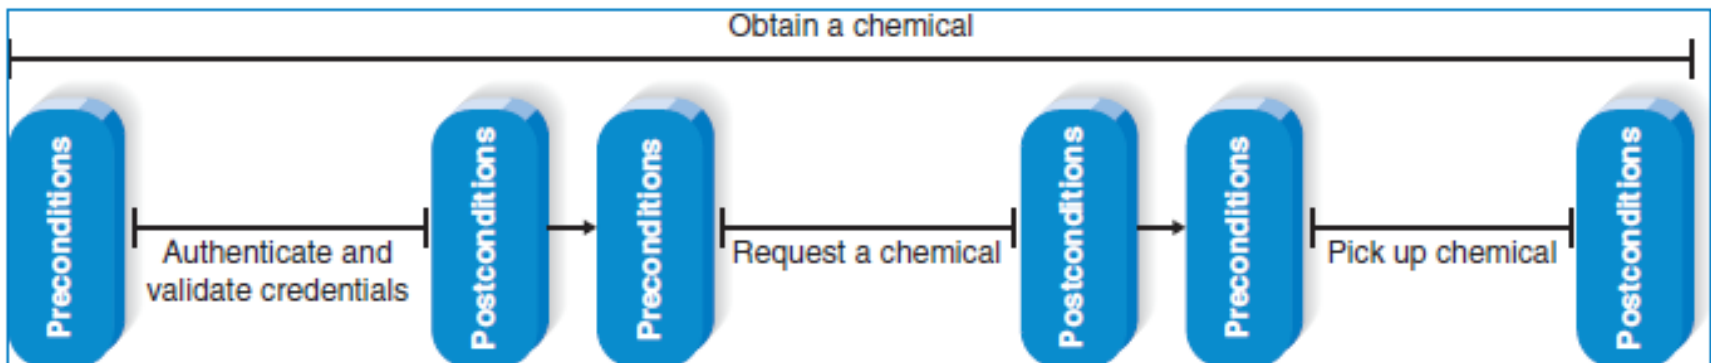 Obtain a chemical
Preconditions
Authenticate and
validate credentials
Postconditions
Preconditions
Request a chemical
Postconditions
Preconditions
Pick up chemical
Postconditions